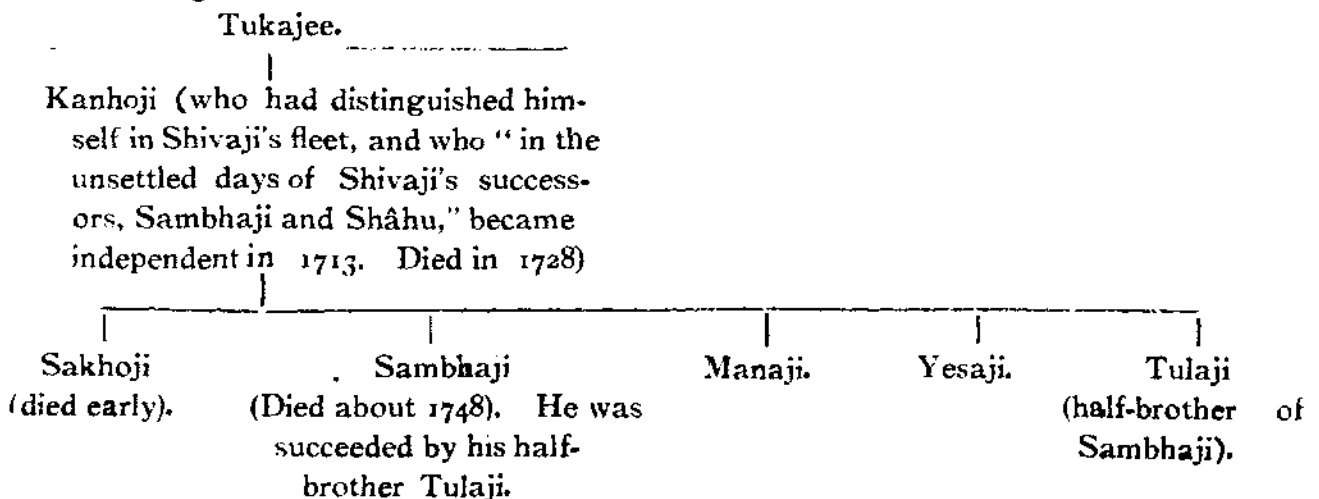 Tukajee.
Kanhoji (who had distinguished him-
self in Shivaji's fleet, and who " in the
unsettled days of Shivaji's success-
ors, Sambhaji and Shâhu," became
independent in 1713. Died in 1728)
Sakhoji Sambhaji Manaji. Yesaji. Tulaji
(died early). (Died about 1748). He was (half-brother of
succeeded by his half- Sambhaji).
brother Tulaji.